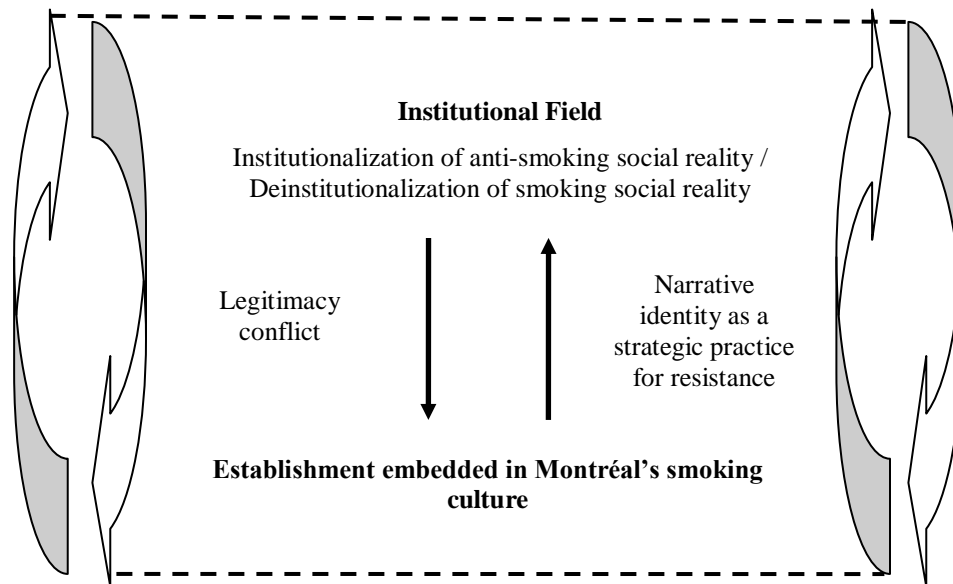 Institutional Field
Institutionalization of anti-smoking social reality /
Deinstitutionalization of smoking social reality
Legitimacy
conflict
Narrative
identity as a
strategic practice
for resistance
Establishment embedded in Montréal’s smoking
culture